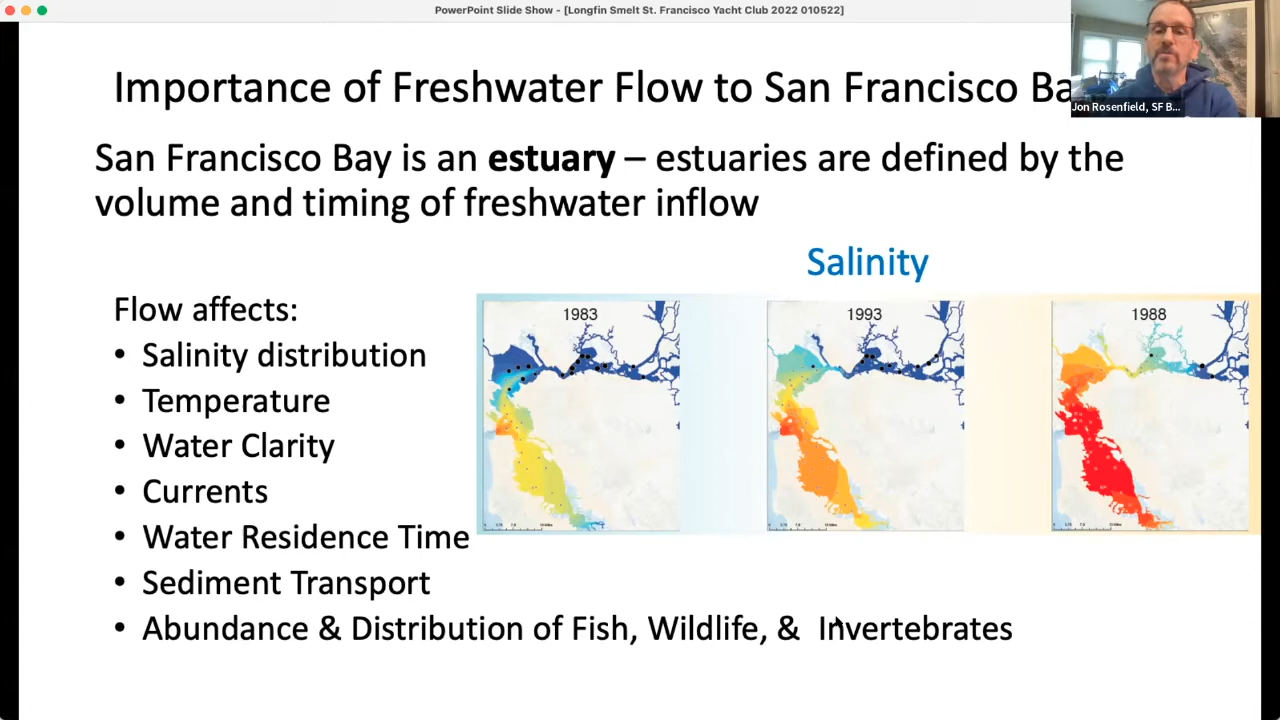 PowerPoint Slide Show - [Longfin Smelt St. Francisco Yacht Club 2022 010522]
Importance of Freshwater Flow to San Francisco Ba
Jon Rosenfield, SF B...
San Francisco Bay is an estuary – estuaries are defined by the
volume and timing of freshwater inflow
Salinity
1983
1993
1988
Flow affects:
• Salinity distribution
• Temperature
• Water Clarity
• Currents
• Water Residence Time
• Sediment Transport
• Abundance & Distribution of Fish, Wildlife, & Invertebrates